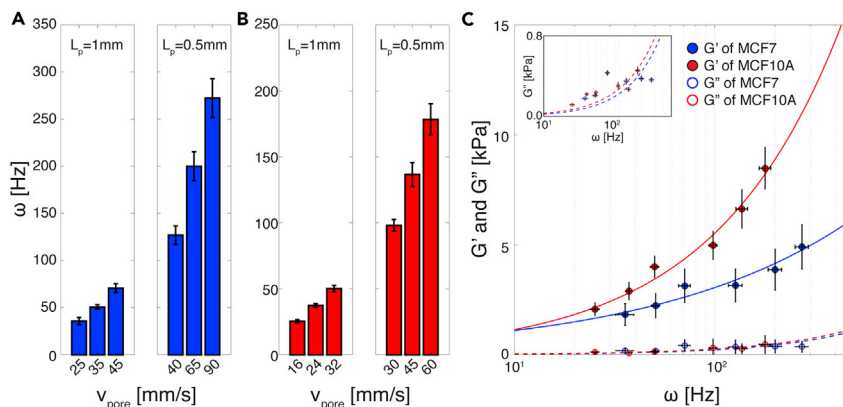 A
B
C
ω [Hz]
350
300
250
200
150
100
50
0
Lₚ=1mm
Lₚ=0.5mm
25 35 45
40 65 90
v_pore [mm/s]
250
200
150
100
50
0
Lₚ=1mm
Lₚ=0.5mm
16 24 32
30 45 60
v_pore [mm/s]
G' and G" [kPa]
15
10
5
0
10¹
10²
ω [Hz]
G" [kPa]
0.8
0.0
10¹
10²
ω [Hz]
G' of MCF7
G' of MCF10A
G" of MCF7
G" of MCF10A